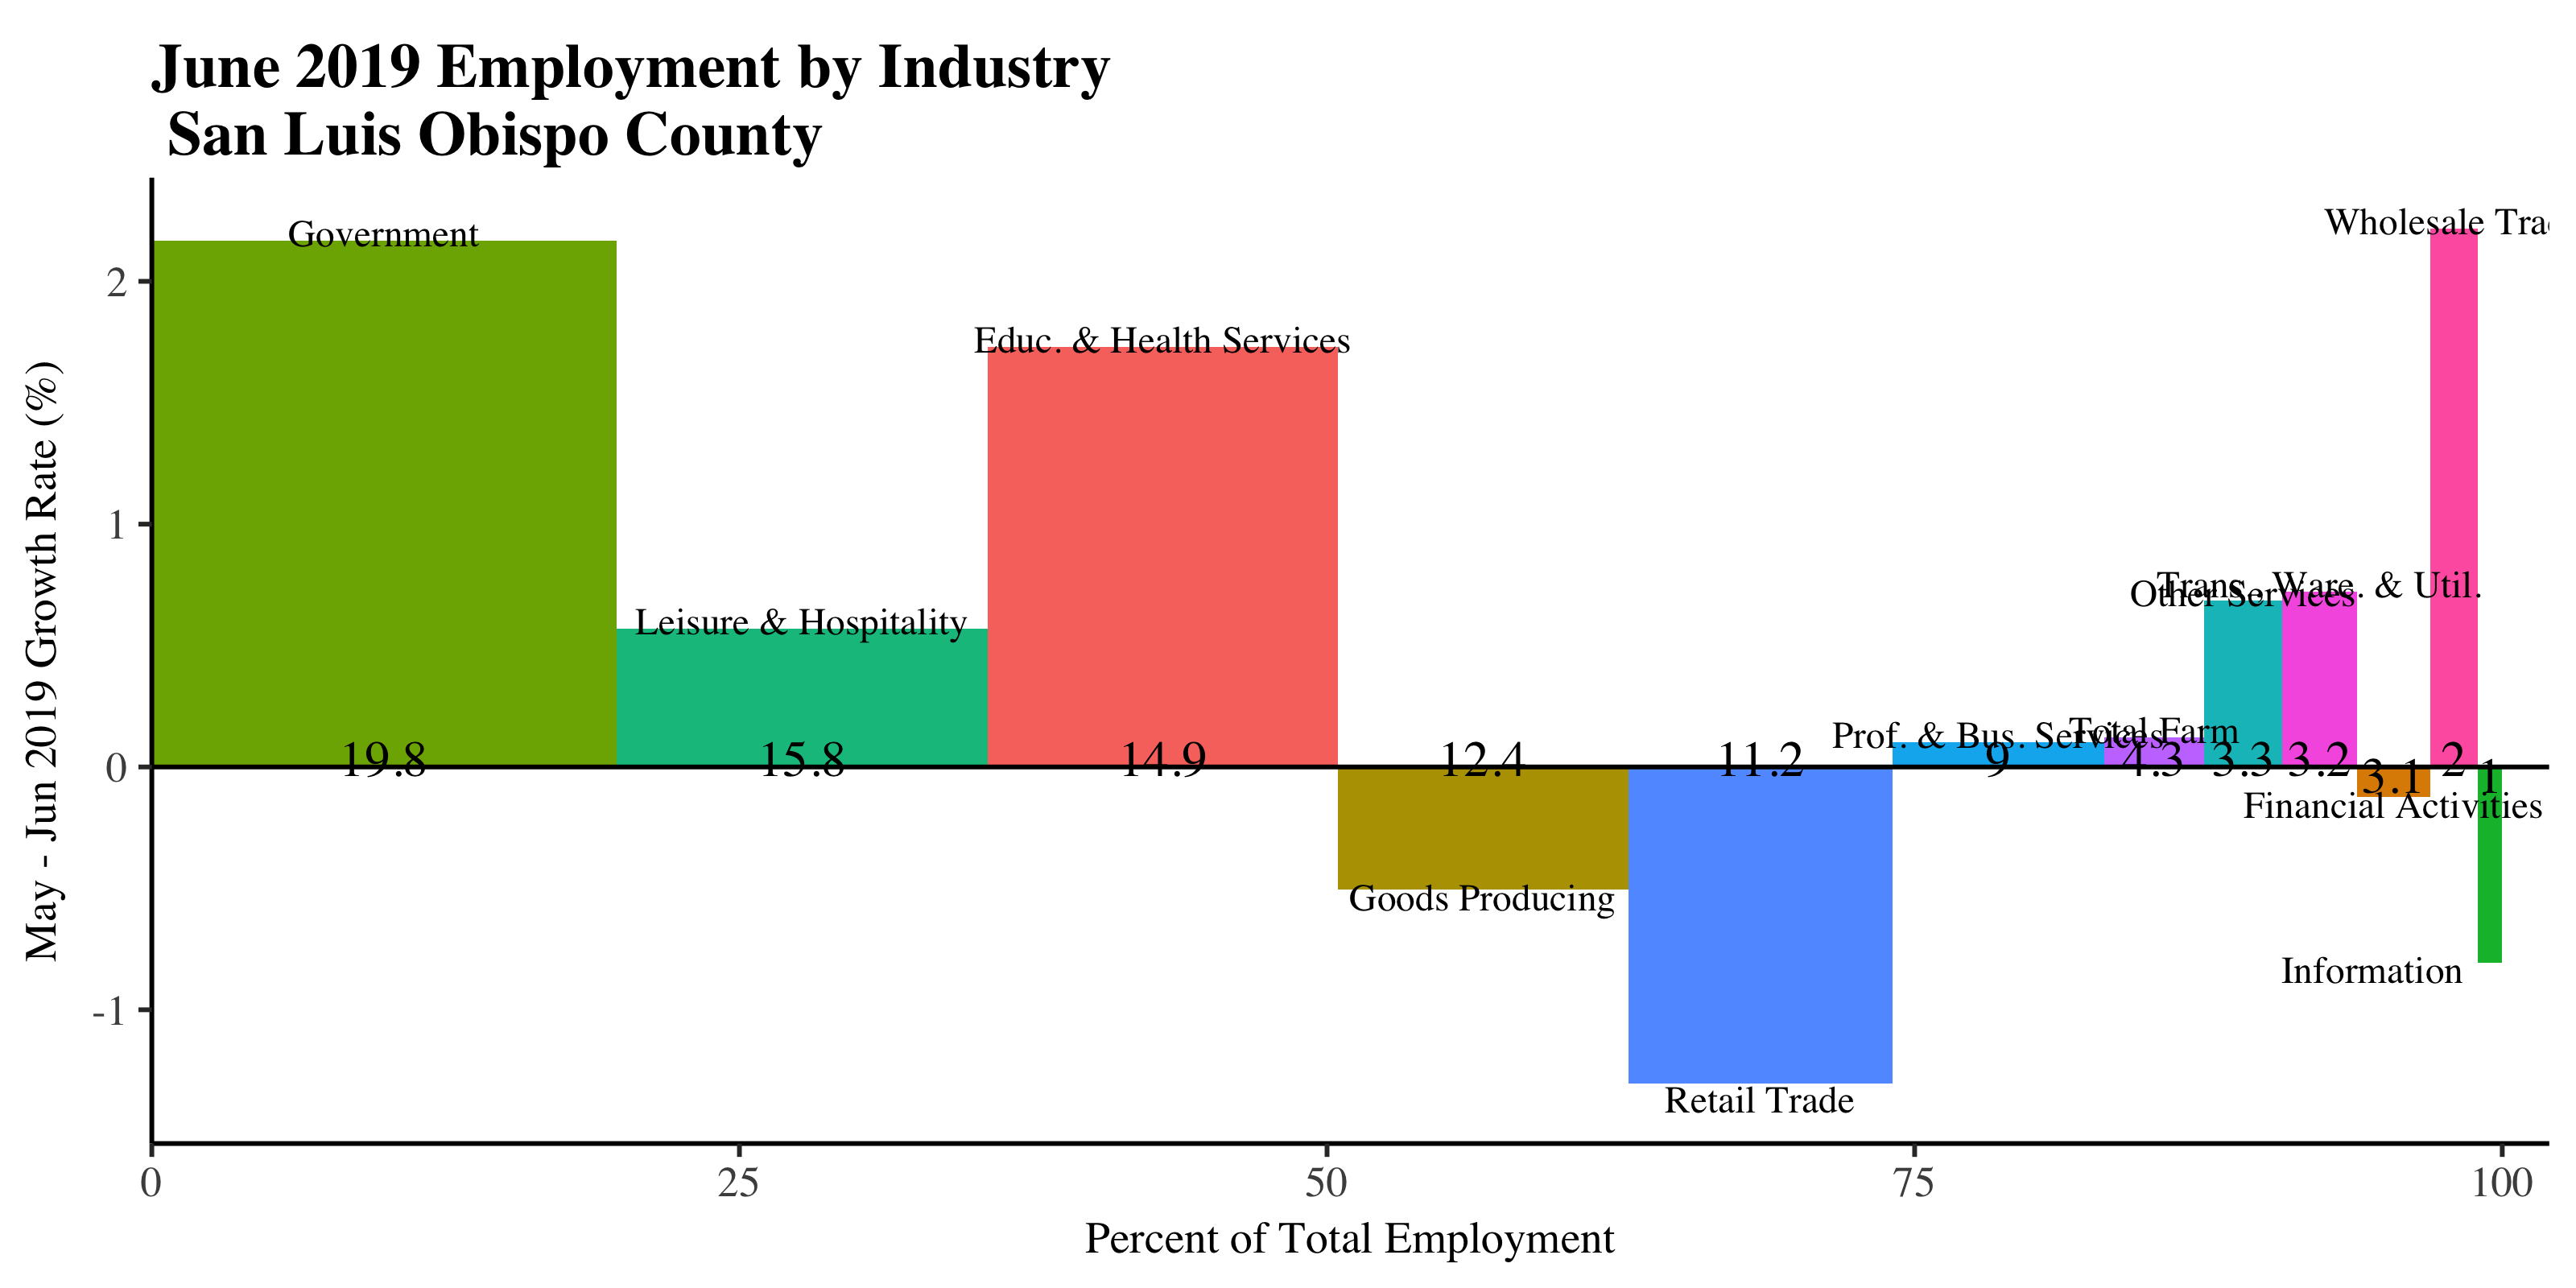 June 2019 Employment by Industry
San Luis Obispo County
May - Jun 2019 Growth Rate (%)
2
1
0
-1
Government
Leisure & Hospitality
Educ. & Health Services
Goods Producing
Retail Trade
Prof. & Bus. Services
Total Farm
Other Services
Trans., Ware. & Util.
Financial Activities
Wholesale Tra
Information
19.8
15.8
14.9
12.4
11.2
9
4.3
3.3
3.2
3.1
2
1
0
25
50
75
100
Percent of Total Employment